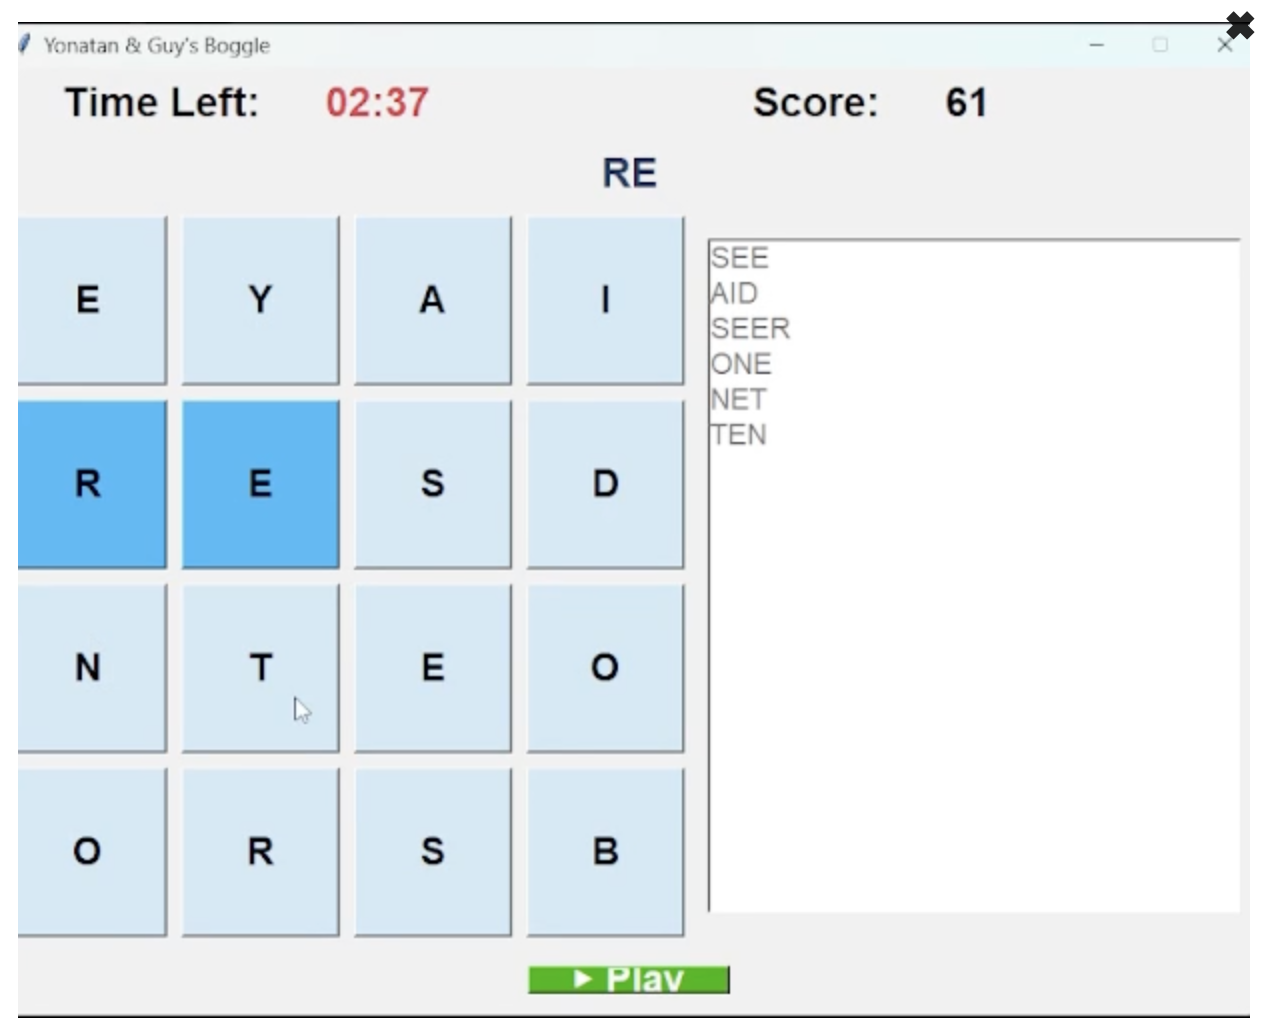 Yonatan & Guy's Boggle
Time Left: 02:37 Score: 61
RE
E Y A I
R E S D
N T E O
O R S B
SEE
AID
SEER
ONE
NET
TEN
Play